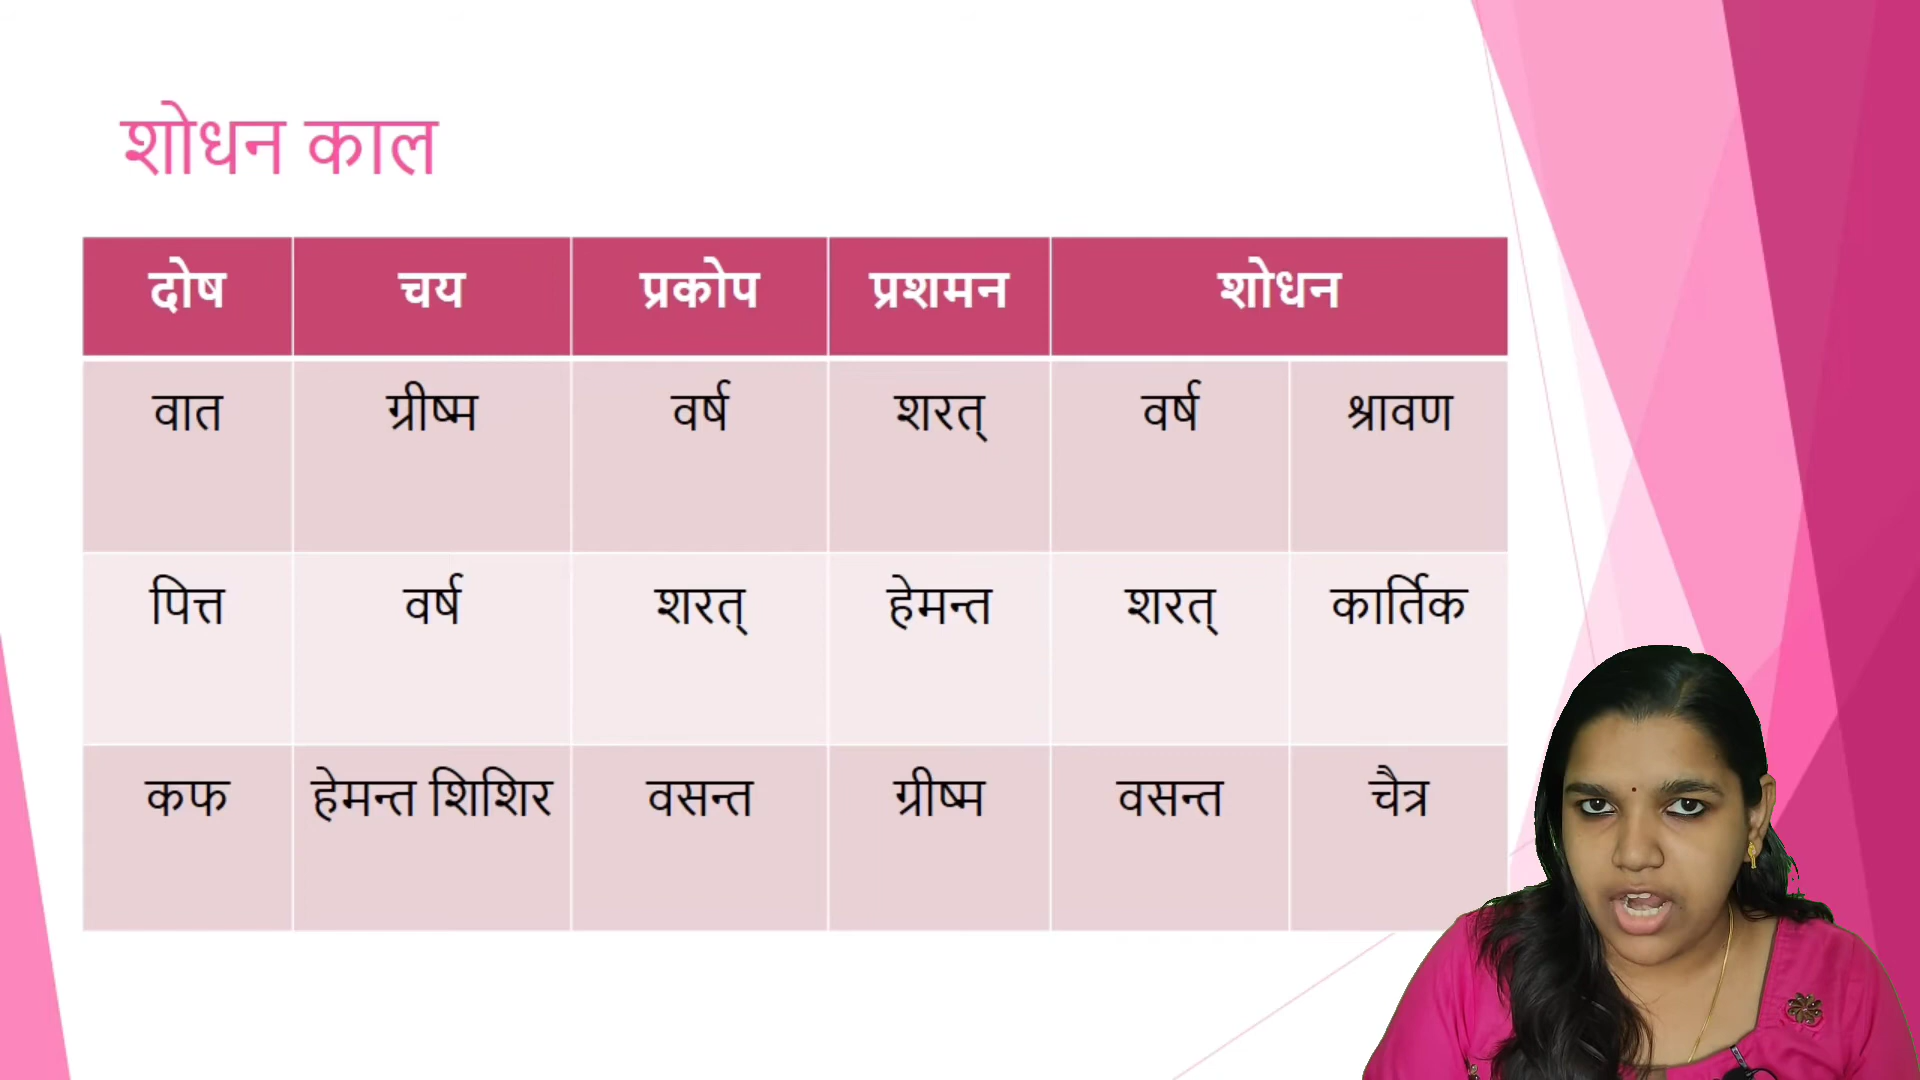 शोधन काल
दोष चय प्रकोप प्रशमन शोधन
वात ग्रीष्म वर्ष शरत् वर्ष श्रावण
पित्त वर्ष शरत् हेमन्त शरत् कार्तिक
कफ हेमन्त शिशिर वसन्त ग्रीष्म वसन्त चैत्र